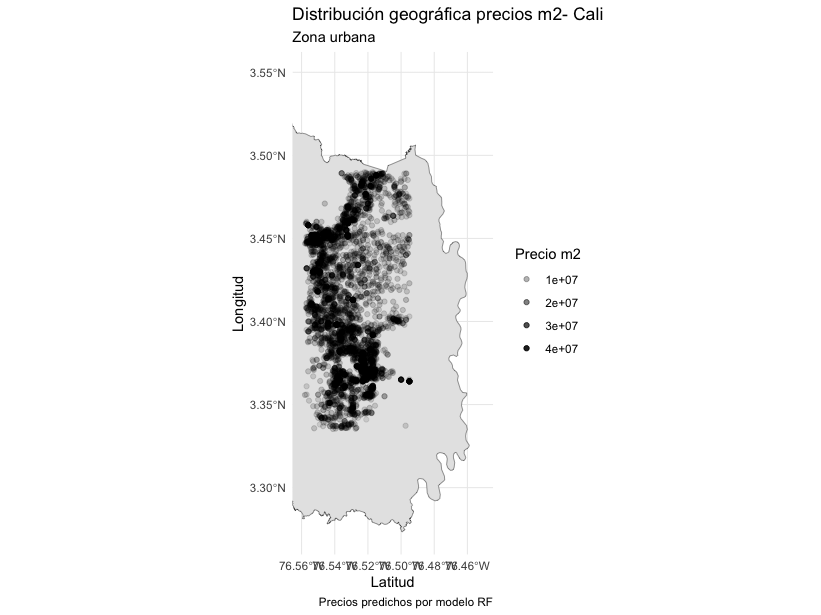 Distribución geográfica precios m2- Cali
Zona urbana
3.55°N
3.50°N
3.45°N
3.40°N
3.35°N
3.30°N
Longitud
76.56°W 76.54°W 76.52°W 76.50°W 76.48°W 76.46°W
Latitud
Precios predichos por modelo RF
Precio m2
1e+07
2e+07
3e+07
4e+07